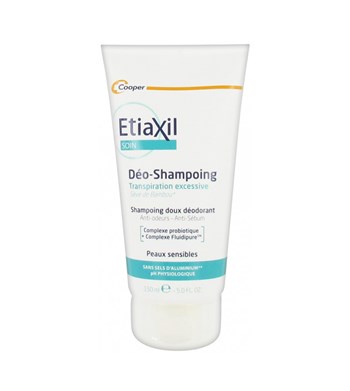 Cooper
Etiaxil
SOIN
Déo-Shampoing
Transpiration excessive
Shampoing doux déodorant
Anti odeurs - Anti Sébum
Complexe probiotique
+ Complexe Fluidipure™
Peaux sensibles
SANS SELS D'ALUMINIUM
pH PHYSIOLOGIQUE